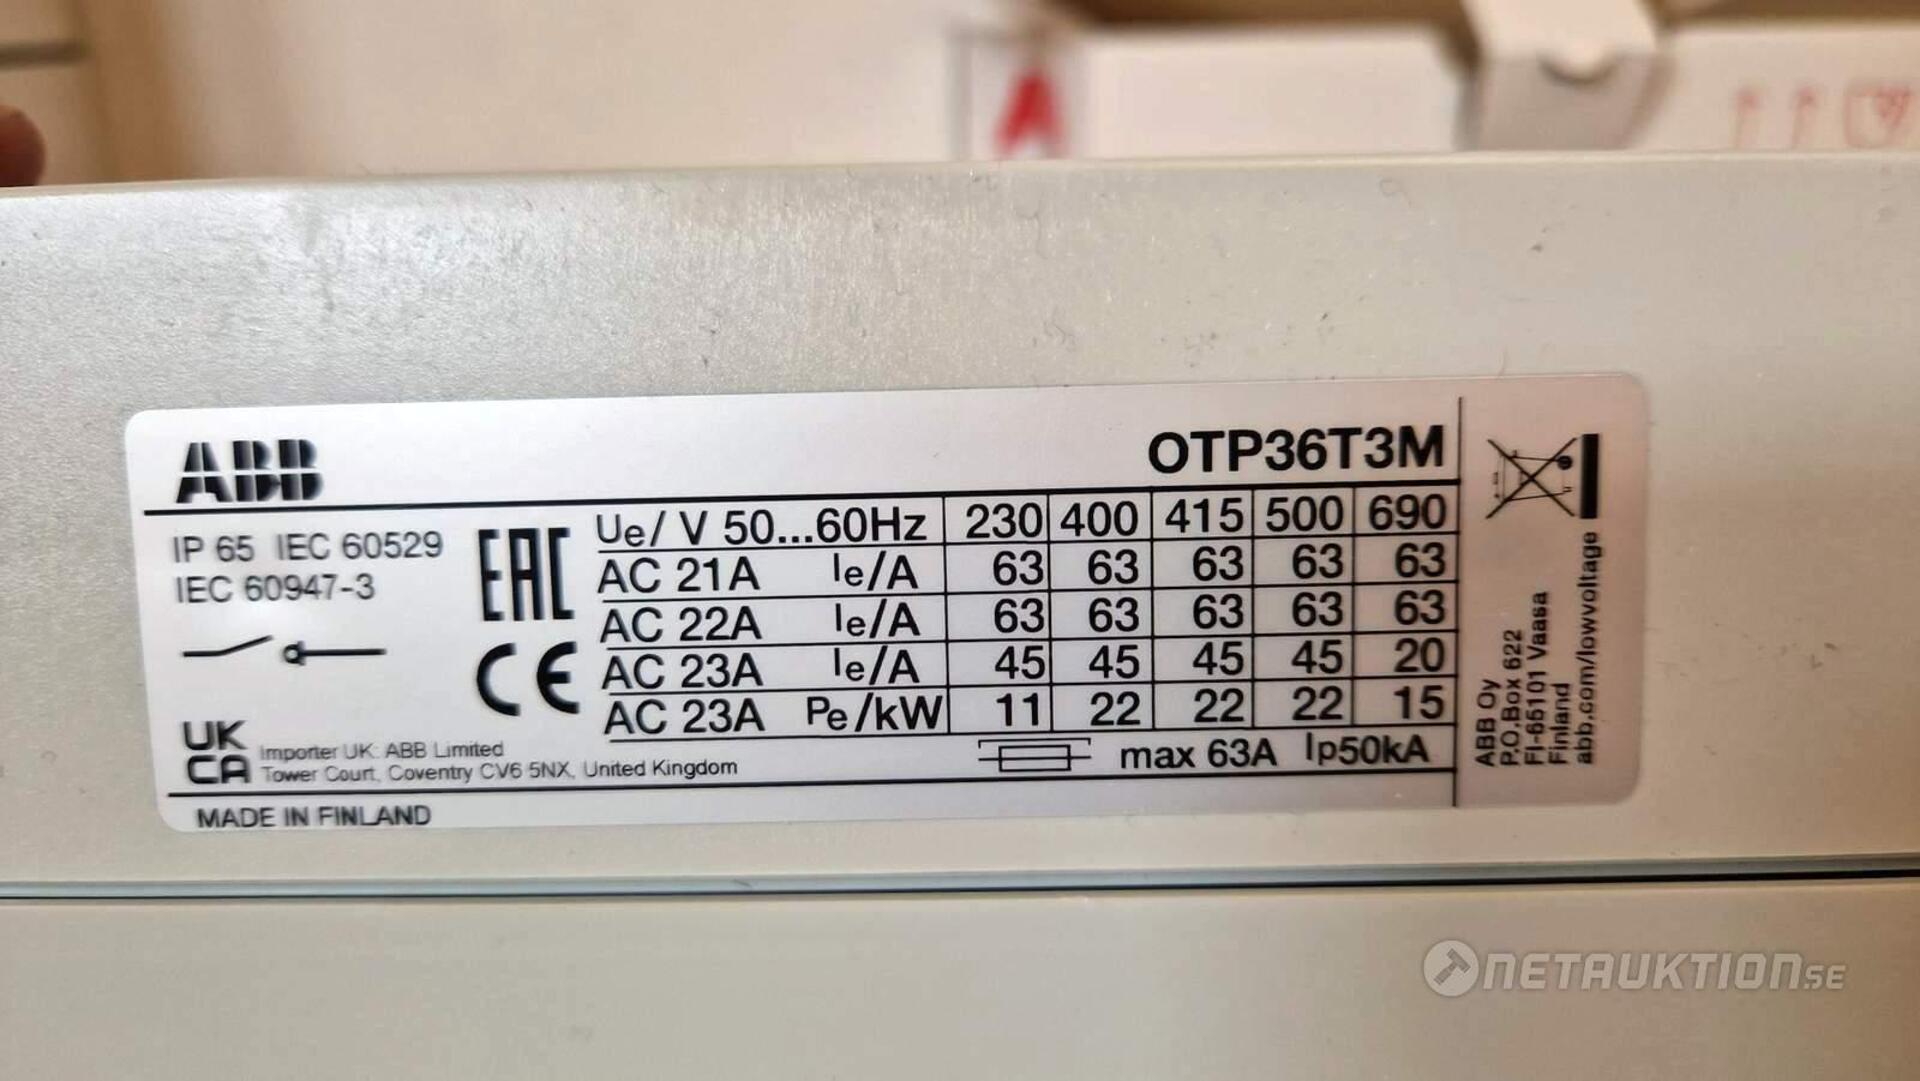 A
ABB
OTP36T3M
IP 65 IEC 60529
IEC 60947-3
EAC
CE
Ue/ V 50...60Hz 230 400 415 500 690
AC 21A Ie/A 63 63 63 63 63
AC 22A Ie/A 63 63 63 63 63
AC 23A Ie/A 45 45 45 45 20
AC 23A Pe/kW 11 22 22 22 15
max 63A Ip50kA
UK
CA
Importer UK: ABB Limited
Tower Court, Coventry CV6 5NX, United Kingdom
MADE IN FINLAND
ABB Oy
P.O.Box 622
FI-65101 Vaasa
Finland
abb.com/lowvoltage
NETAUKTION.SE